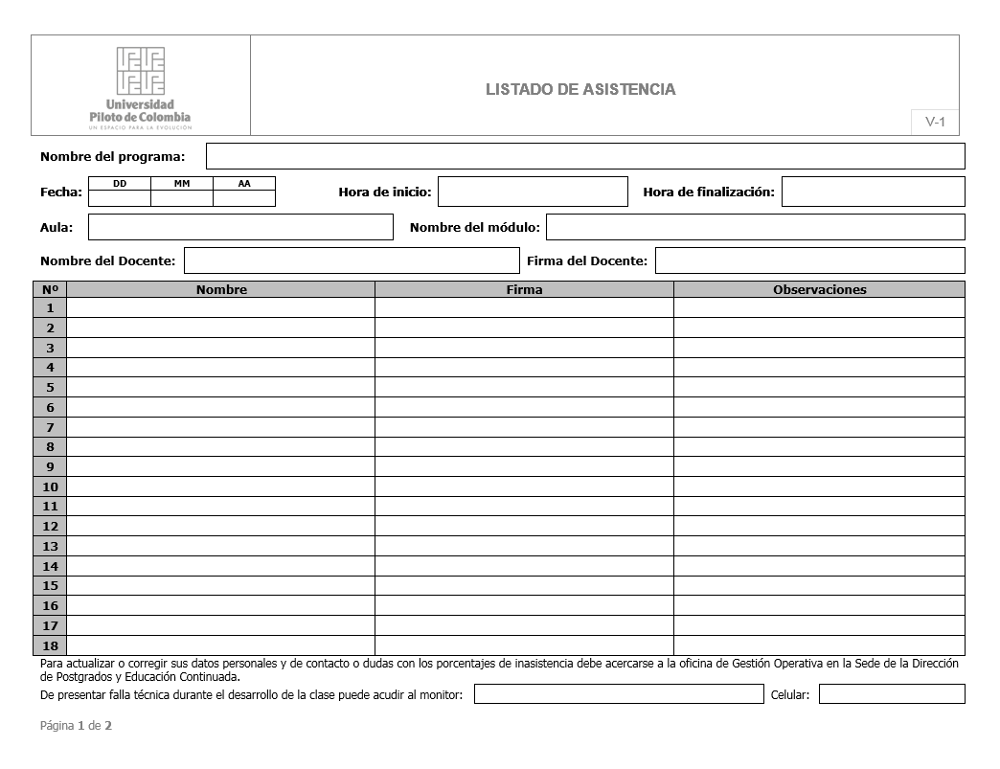 Universidad
Piloto de Colombia
UN ESPACIO PARA LA EVOLUCIÓN
LISTADO DE ASISTENCIA
V-1
Nombre del programa:
Fecha: DD MM AA Hora de inicio: Hora de finalización:
Aula: Nombre del módulo:
Nombre del Docente: Firma del Docente:
Nº Nombre Firma Observaciones
1
2
3
4
5
6
7
8
9
10
11
12
13
14
15
16
17
18
Para actualizar o corregir sus datos personales y de contacto o dudas con los porcentajes de inasistencia debe acercarse a la oficina de Gestión Operativa en la Sede de la Dirección
de Postgrados y Educación Continuada.
De presentar falla técnica durante el desarrollo de la clase puede acudir al monitor: Celular:
Página 1 de 2